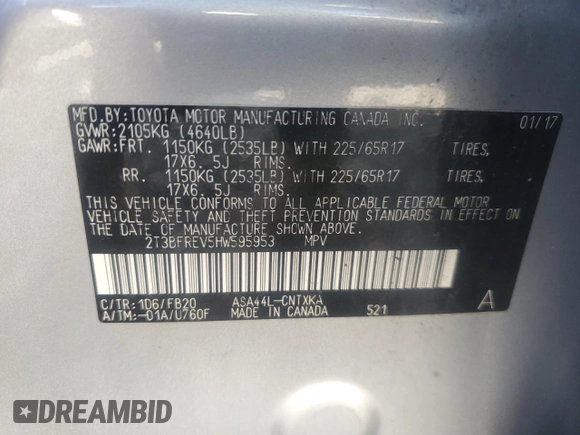 MFD.BY:TOYOTA MOTOR MANUFACTURING CANADA INC. 01/17
GVWR:2105KG (4640LB)
GAWR:FRT. 1150KG (2535LB) WITH 225/65R17 TIRES,
17X6.5J RIMS.
RR. 1150KG (2535LB) WITH 225/65R17 TIRES,
17X6.5J RIMS.
THIS VEHICLE CONFORMS TO ALL APPLICABLE FEDERAL MOTOR
VEHICLE SAFETY AND THEFT PREVENTION STANDARDS IN EFFECT ON
THE DATE OF MANUFACTURE SHOWN ABOVE.
2T3BFREV5HW595953 MPV
C/TR:1D6/FB20 ASA44L-CNTXKA A
A/TM:-01A/U760F MADE IN CANADA 521
DREAMBID